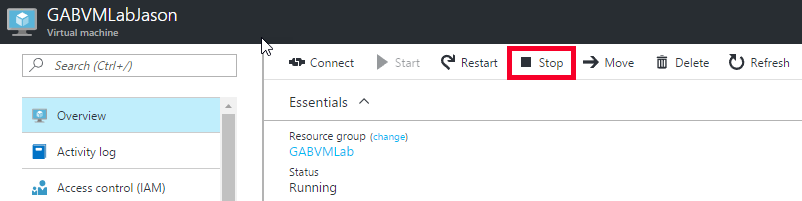 GABVMLabJason
Virtual machine
Search (Ctrl+/)
Overview
Activity log
Access control (IAM)
Connect Start Restart Stop Move Delete Refresh
Essentials
Resource group (change)
GABVMLab
Status
Running